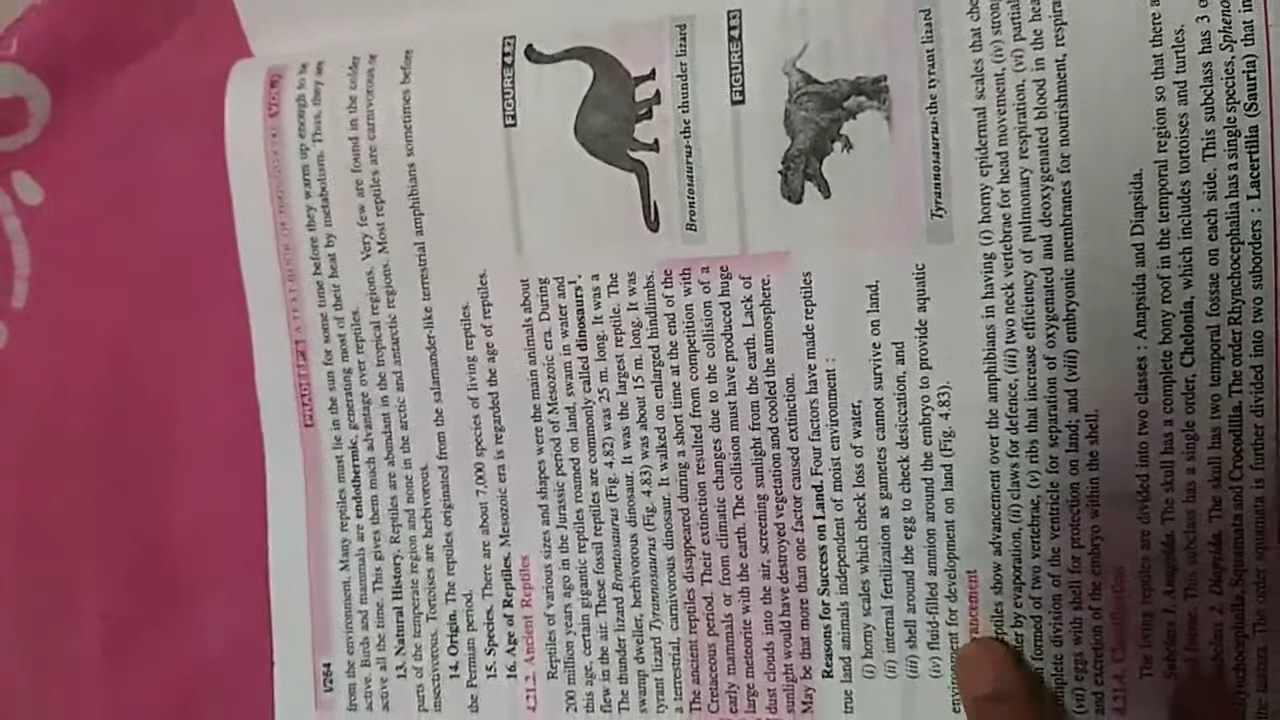 V/264
CHAPTER 4.21 A TEXT BOOK OF
from the environment. Many reptiles must lie in the sun for some time before they warm up enough to be
active. Birds and mammals are endothermic, generating most of their heat by metabolism. Thus, they are
active all the time. This gives them much advantage over reptiles.
13. Natural History. Reptiles are abundant in the tropical regions. Very few are found in the colder
parts of the temperate region and none in the arctic and antarctic regions. Most reptiles are carnivorous or
insectivorous. Tortoises are herbivorous.
14. Origin. The reptiles originated from the salamander-like terrestrial amphibians sometimes before
the Permian period.
15. Species. There are about 7,000 species of living reptiles.
16. Age of Reptiles. Mesozoic era is regarded the age of reptiles.
4.21.2. Ancient Reptiles
Reptiles of various sizes and shapes were the main animals about
200 million years ago in the Jurassic period of Mesozoic era. During
this age, certain gigantic reptiles roamed on land, swam in water and
flew in the air. These fossil reptiles are commonly called dinosaurs¹.
The thunder lizard Brontosaurus (Fig. 4.82) was 25 m. long. It was a
swamp dweller, herbivorous dinosaur. It was the largest reptile. The
tyrant lizard Tyrannosaurus (Fig. 4.83) was about 15 m. long. It was
a terrestrial, carnivorous dinosaur. It walked on enlarged hindlimbs.
The ancient reptiles disappeared during a short time at the end of the
Cretaceous period. Their extinction resulted from competition with
early mammals or from climatic changes due to the collision of a
large meteorite with the earth. The collision must have produced huge
dust clouds into the air, screening sunlight from the earth. Lack of
sunlight would have destroyed vegetation and cooled the atmosphere.
May be that more than one factor caused extinction.
FIGURE 4.82
Brontosaurus-the thunder lizard
FIGURE 4.83
Tyrannosaurus-the tyrant lizard
Reasons for Success on Land. Four factors have made reptiles
true land animals independent of moist environment :
(i) horny scales which check loss of water,
(ii) internal fertilization as gametes cannot survive on land,
(iii) shell around the egg to check desiccation, and
(iv) fluid-filled amnion around the embryo to provide aquatic
environment for development on land (Fig. 4.83).
ancement
eptiles show advancement over the amphibians in having (i) horny epidermal scales that che
er by evaporation, (ii) claws for defence, (iii) two neck vertebrae for head movement, (iv) strong
formed of two vertebrae, (v) ribs that increase efficiency of pulmonary respiration, (vi) partial
omplete division of the ventricle for separation of oxygenated and deoxygenated blood in the hea
(vii) eggs with shell for protection on land; and (viii) embryonic membranes for nourishment, respira
and excretion of the embryo within the shell.
4.21.4. Classification
The living reptiles are divided into two classes : Anapsida and Diapsida.
Subclass 1. Anapsida. The skull has a complete bony roof in the temporal region so that there a
fossae. This subclass has a single order, Chelonia, which includes tortoises and turtles.
2. Diapsida. The skull has two temporal fossae on each side. This subclass has 3 o
Rhynchocephalia, Squamata and Crocodilia. The order Rhynchocephalia has a single species, Spheno
The order squamata is further divided into two suborders : Lacertilia (Sauria) that in